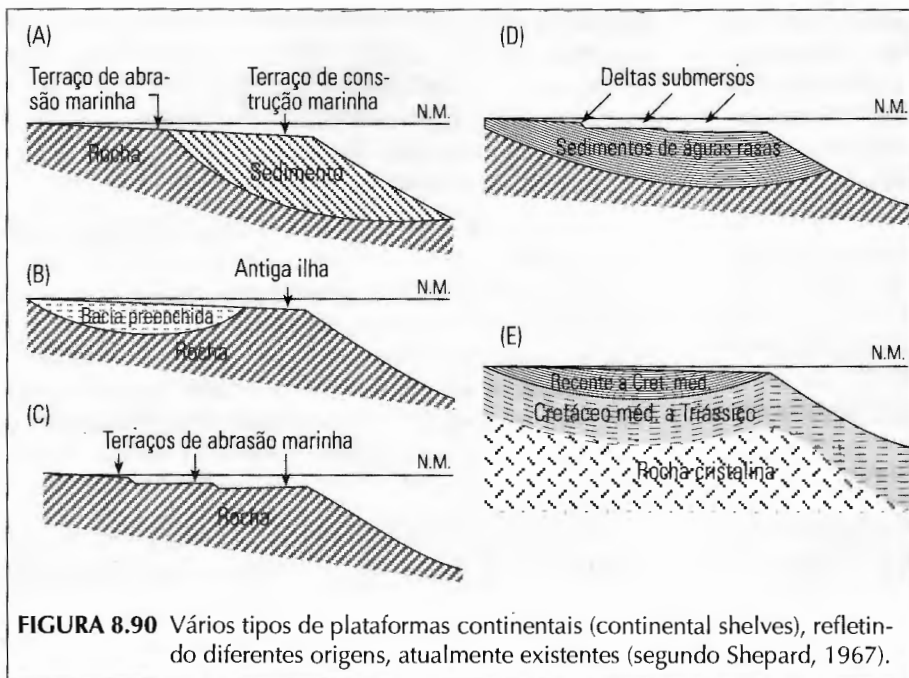 (A)
Terraço de abra-
são marinha
Terraço de cons-
trução marinha
N.M.
Rocha
Sedimento
(B)
Antiga ilha
N.M.
Bacia preenchida
Rocha
(C)
Terraços de abrasão marinha
N.M.
Rocha
(D)
Deltas submersos
N.M.
Sedimentos de águas rasas
(E)
N.M.
Recente a Cret. méd.
Cretáceo méd. a Triássico
Rocha cristalina
FIGURA 8.90 Vários tipos de plataformas continentais (continental shelves), refletin-
do diferentes origens, atualmente existentes (segundo Shepard, 1967).